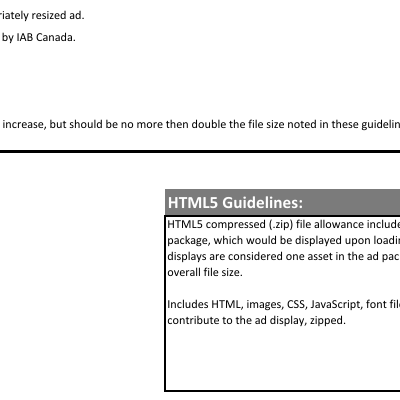 riately resized ad.
by IAB Canada.
increase, but should be no more then double the file size noted in these guidelin
HTML5 Guidelines:
HTML5 compressed (.zip) file allowance include
package, which would be displayed upon loadi
displays are considered one asset in the ad pac
overall file size.
Includes HTML, images, CSS, JavaScript, font fil
contribute to the ad display, zipped.